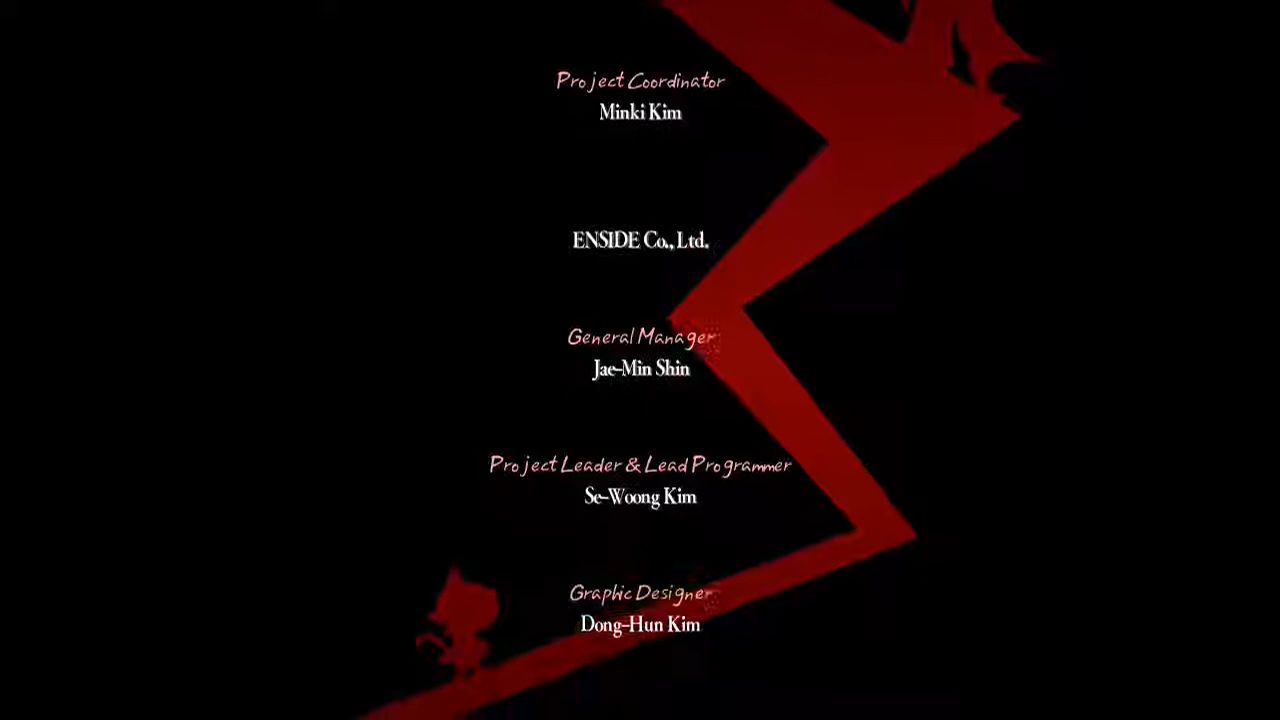 Project Coordinator
Minki Kim
ENSIDE Co., Ltd.
General Manager
Jae-Min Shin
Project Leader & Lead Programmer
Se-Woong Kim
Graphic Designer
Dong-Hun Kim